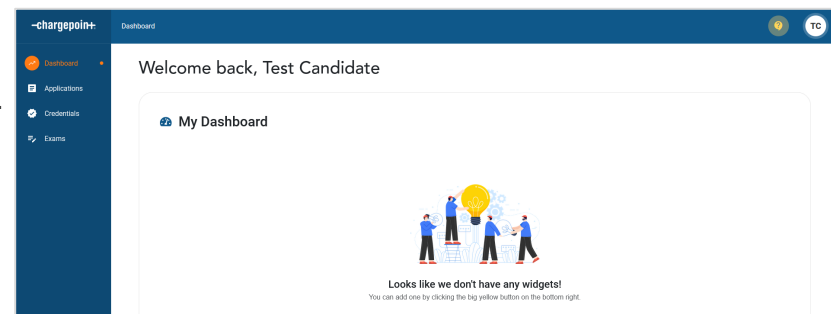 -chargepoin+.
Dashboard
TC
Dashboard
Applications
Credentials
Exams
Welcome back, Test Candidate
My Dashboard
Looks like we don't have any widgets!
You can add one by clicking the big yellow button on the bottom right.